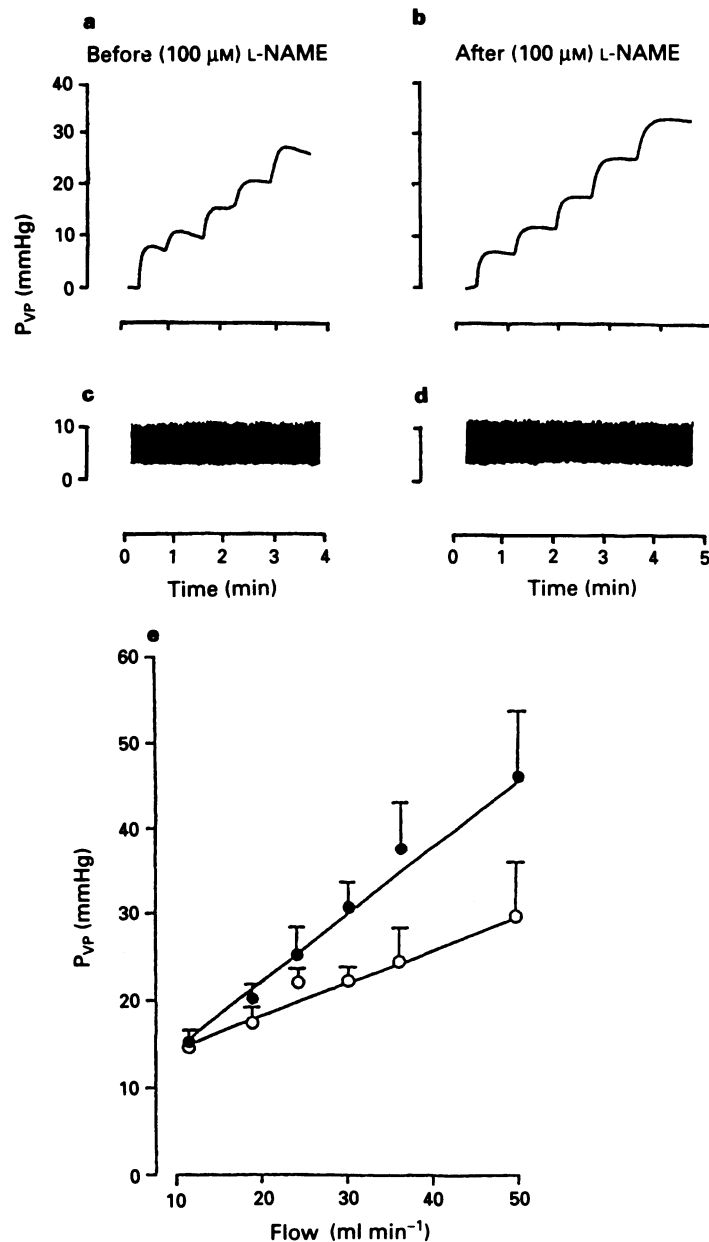 a
b
Before (100 μM) L-NAME
After (100 μM) L-NAME
40
30
20
10
0
PVP (mmHg)
c
d
10
0
0 1 2 3 4
0 1 2 3 4 5
Time (min)
Time (min)
e
60
50
40
30
20
10
0
PVP (mmHg)
10 20 30 40 50
Flow (ml min⁻¹)